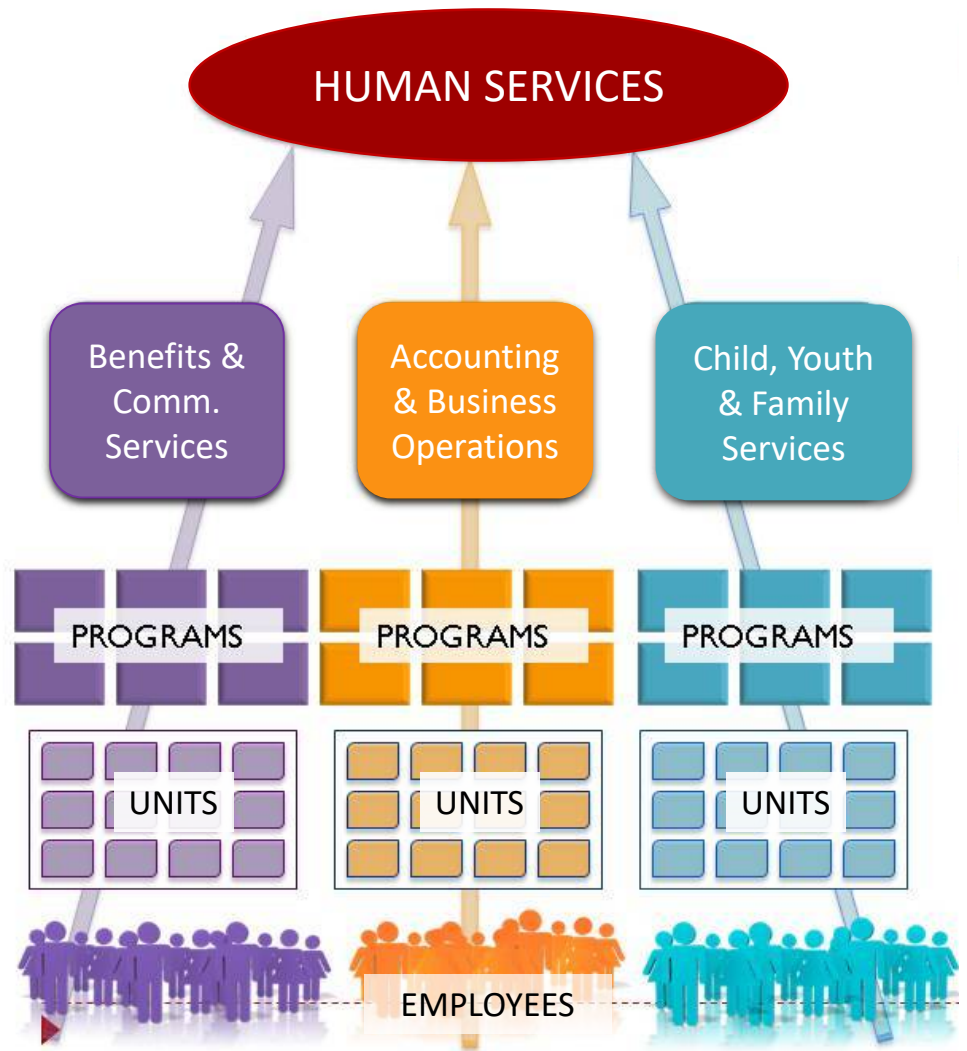 HUMAN SERVICES
Benefits &
Comm.
Services
Accounting
& Business
Operations
Child, Youth
& Family
Services
PROGRAMS
PROGRAMS
PROGRAMS
UNITS
UNITS
UNITS
EMPLOYEES